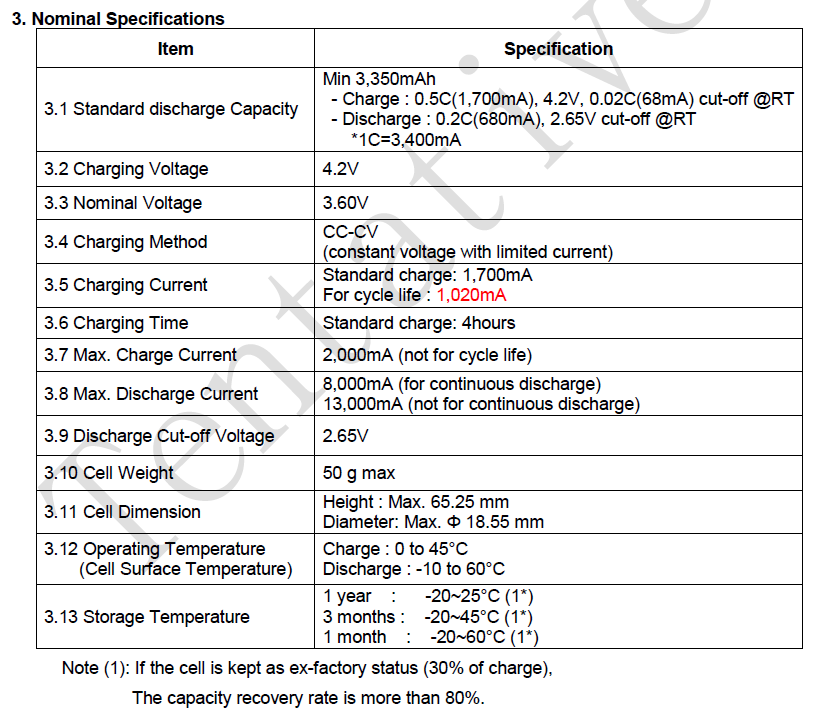 3. Nominal Specifications
Item Specification
3.1 Standard discharge Capacity
Min 3,350mAh
- Charge : 0.5C(1,700mA), 4.2V, 0.02C(68mA) cut-off @RT
- Discharge : 0.2C(680mA), 2.65V cut-off @RT
*1C=3,400mA
3.2 Charging Voltage
4.2V
3.3 Nominal Voltage
3.60V
3.4 Charging Method
CC-CV
(constant voltage with limited current)
3.5 Charging Current
Standard charge: 1,700mA
For cycle life : 1,020mA
3.6 Charging Time
Standard charge: 4hours
3.7 Max. Charge Current
2,000mA (not for cycle life)
3.8 Max. Discharge Current
8,000mA (for continuous discharge)
13,000mA (not for continuous discharge)
3.9 Discharge Cut-off Voltage
2.65V
3.10 Cell Weight
50 g max
3.11 Cell Dimension
Height : Max. 65.25 mm
Diameter: Max. Φ 18.55 mm
3.12 Operating Temperature
(Cell Surface Temperature)
Charge : 0 to 45°C
Discharge : -10 to 60°C
3.13 Storage Temperature
1 year : -20~25°C (1*)
3 months : -20~45°C (1*)
1 month : -20~60°C (1*)
Note (1): If the cell is kept as ex-factory status (30% of charge),
The capacity recovery rate is more than 80%.
Tentative